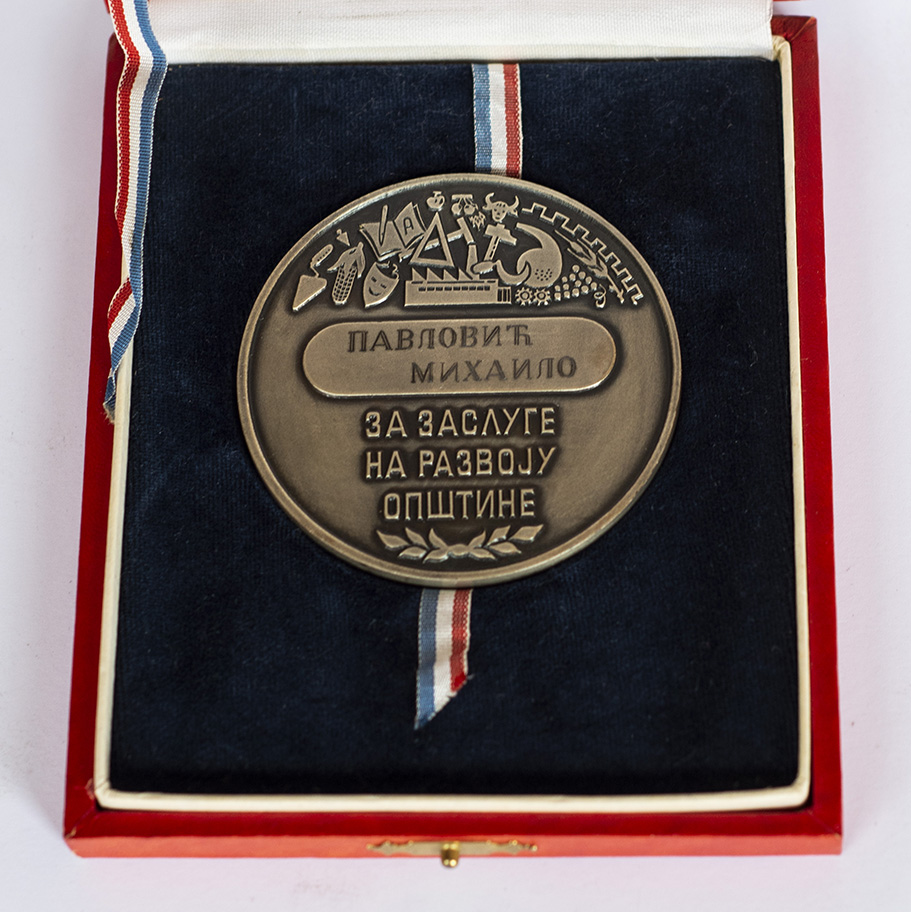 ПАВЛОВИЋ
МИХАИЛО
ЗА ЗАСЛУГЕ
НА РАЗВОЈУ
ОПШТИНЕ